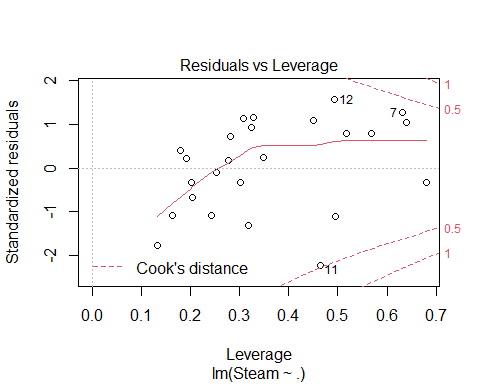 Residuals vs Leverage
Standardized residuals
2
1
0
-1
-2
12
7
11
1
0.5
0.5
1
Cook's distance
0.0 0.1 0.2 0.3 0.4 0.5 0.6 0.7
Leverage
lm(Steam ~ .)